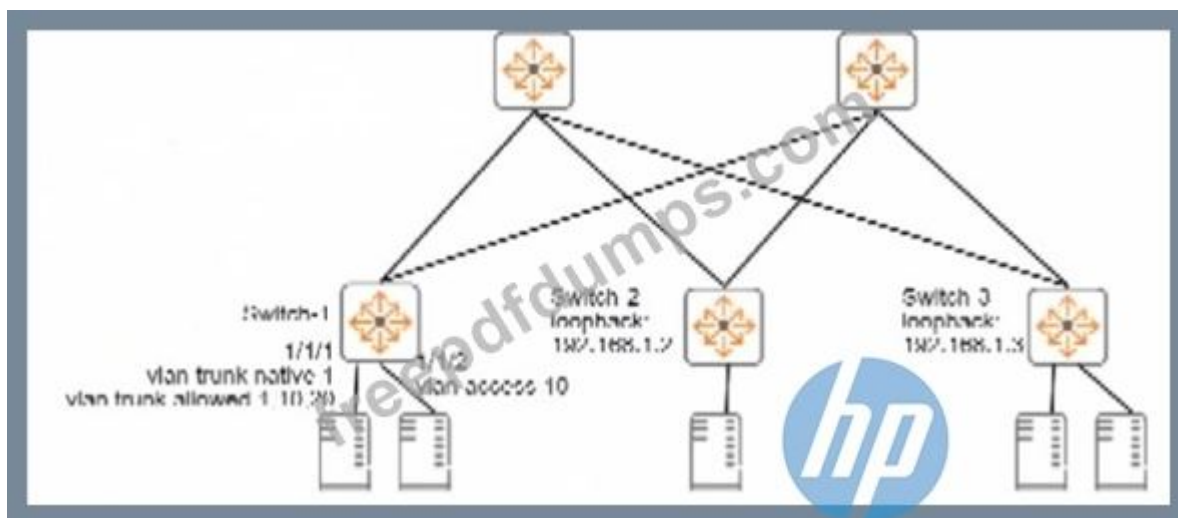 Switch-1
1/1/1
vlan trunk native 1
vlan trunk allowed 1,10,20
1/1/2
vlan access 10
Switch 2
loopback:
192.168.1.2
Switch 3
loopback:
192.168.1.3
freepdfdumps.com
hp